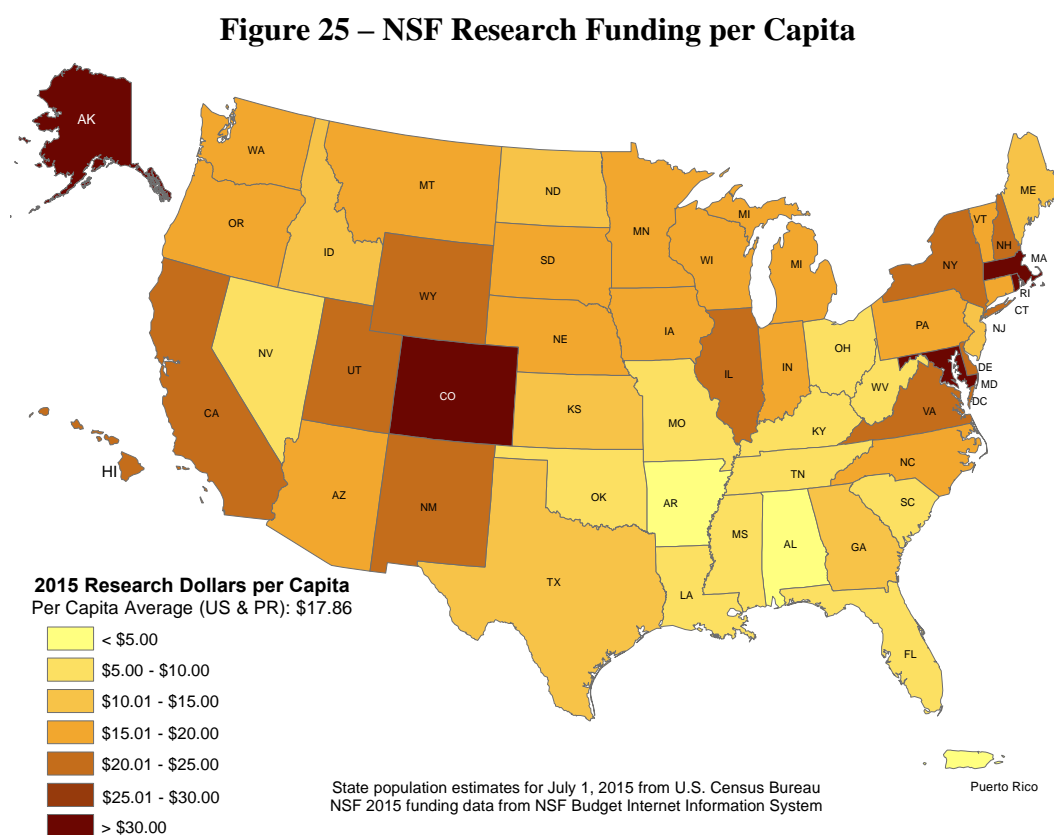 Figure 25 – NSF Research Funding per Capita
AK
WA
MT
ND
ME
OR
ID
MN
MI
VT
NH
MA
SD
WI
MI
NY
RI
CT
WY
IA
PA
NJ
NE
OH
NV
UT
IL
IN
DE
MD
WV
DC
CO
KS
CA
MO
VA
KY
HI
NC
TN
AZ
OK
NM
AR
SC
MS
AL
GA
TX
LA
FL
2015 Research Dollars per Capita
Per Capita Average (US & PR): $17.86
< $5.00
$5.00 - $10.00
$10.01 - $15.00
$15.01 - $20.00
$20.01 - $25.00
$25.01 - $30.00
> $30.00
State population estimates for July 1, 2015 from U.S. Census Bureau
NSF 2015 funding data from NSF Budget Internet Information System
Puerto Rico